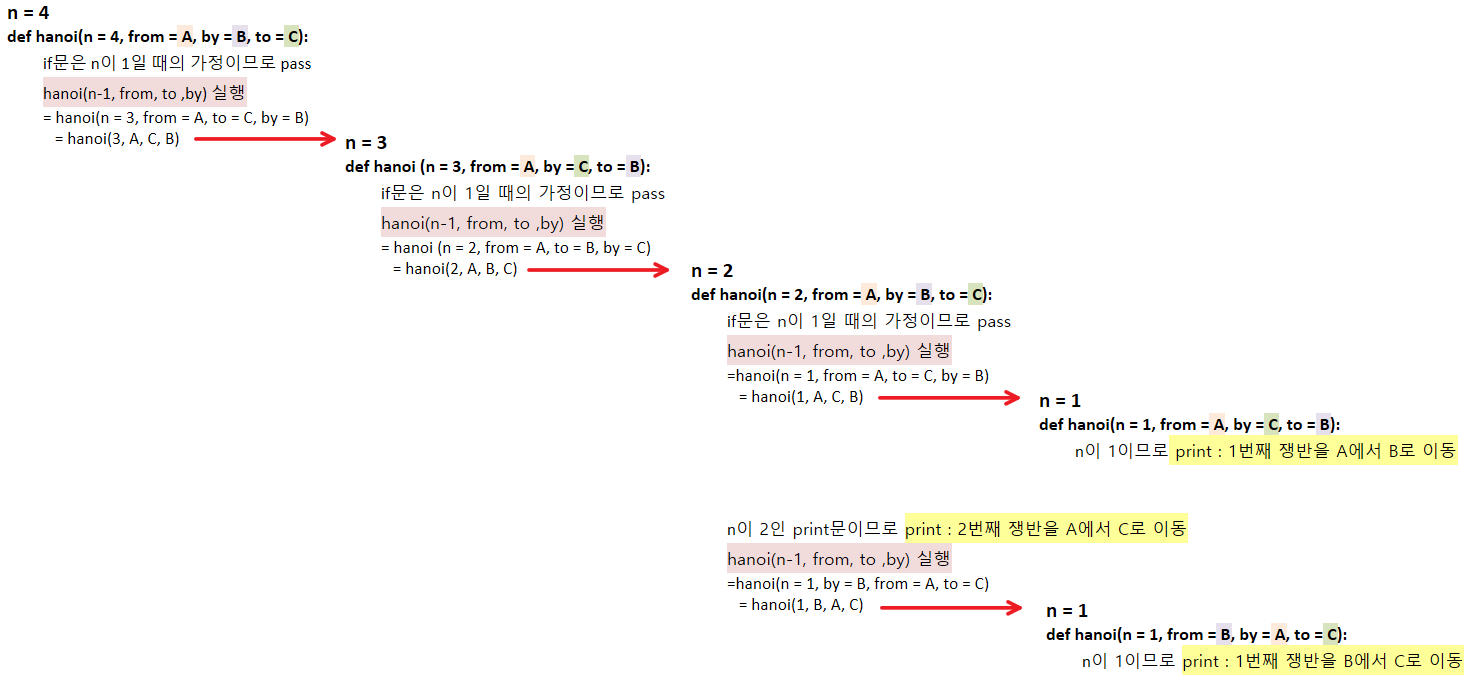 n = 4
def hanoi(n = 4, from = A, by = B, to = C):
if문은 n이 1일 때의 가정이므로 pass
hanoi(n-1, from, to ,by) 실행
= hanoi(n = 3, from = A, to = C, by = B)
= hanoi(3, A, C, B)
n = 3
def hanoi (n = 3, from = A, by = C, to = B):
if문은 n이 1일 때의 가정이므로 pass
hanoi(n-1, from, to ,by) 실행
= hanoi (n = 2, from = A, to = B, by = C)
= hanoi(2, A, B, C)
n = 2
def hanoi(n = 2, from = A, by = B, to = C):
if문은 n이 1일 때의 가정이므로 pass
hanoi(n-1, from, to ,by) 실행
=hanoi(n = 1, from = A, to = C, by = B)
= hanoi(1, A, C, B)
n = 1
def hanoi(n = 1, from = A, by = C, to = B):
n이 1이므로 print : 1번째 쟁반을 A에서 B로 이동
n이 2인 print문이므로 print : 2번째 쟁반을 A에서 C로 이동
hanoi(n-1, from, to ,by) 실행
=hanoi(n = 1, by = B, from = A, to = C)
= hanoi(1, B, A, C)
n = 1
def hanoi(n = 1, from = B, by = A, to = C):
n이 1이므로 print : 1번째 쟁반을 B에서 C로 이동